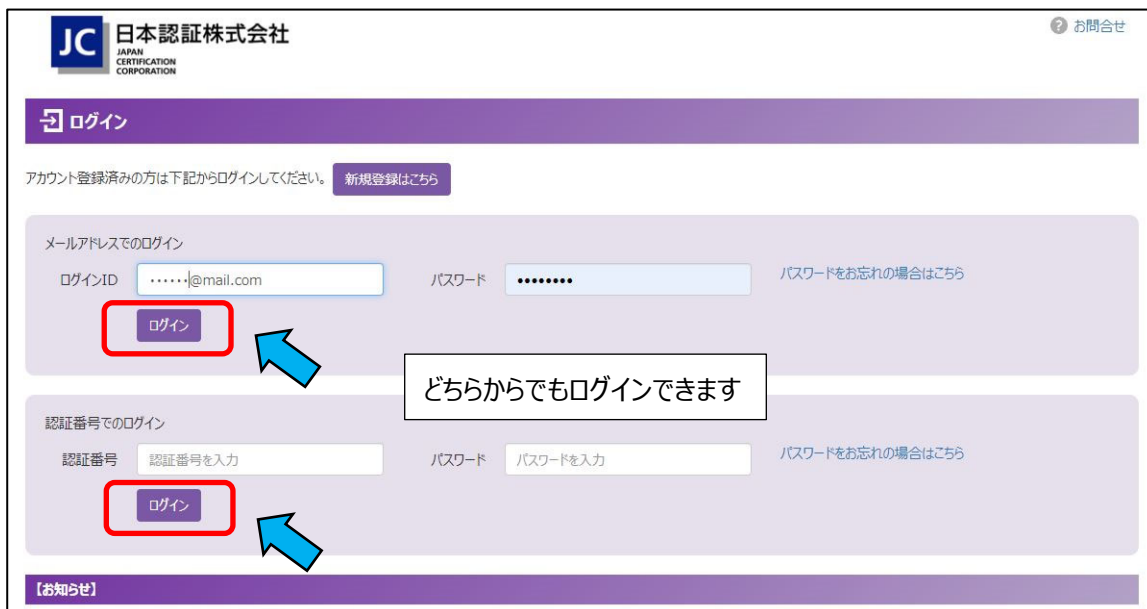 JC 日本認証株式会社
JAPAN
CERTIFICATION
CORPORATION
? お問合せ
ログイン
アカウント登録済みの方は下記からログインしてください。 新規登録はこちら
メールアドレスでのログイン
ログインID ······@mail.com パスワード •••••••• パスワードをお忘れの場合はこちら
ログイン
どちらからでもログインできます
認証番号でのログイン
認証番号 認証番号を入力 パスワード パスワードを入力 パスワードをお忘れの場合はこちら
ログイン
【お知らせ】